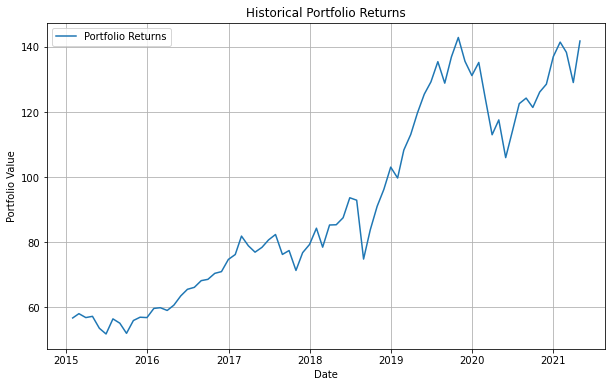 Historical Portfolio Returns
Portfolio Returns
Portfolio Value
140
120
100
80
60
2015 2016 2017 2018 2019 2020 2021
Date